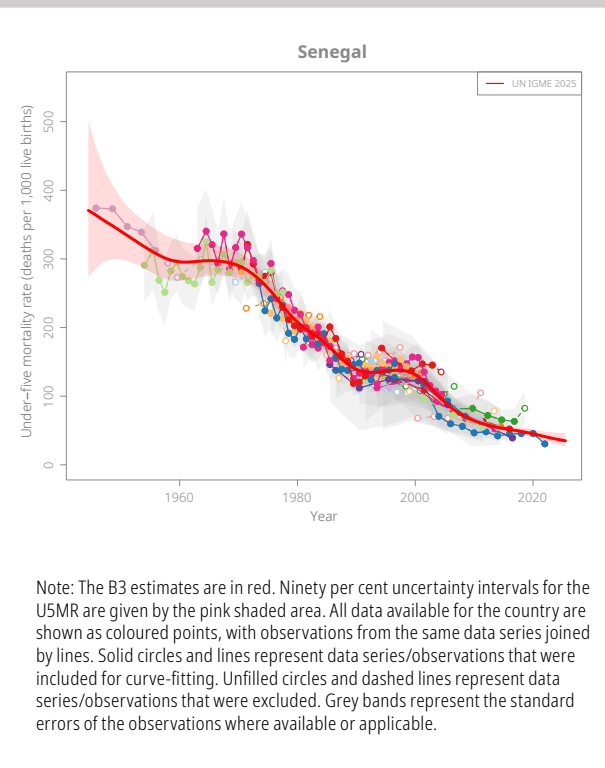 Senegal
UN IGME 2025
Under−five mortality rate (deaths per 1,000 live births)
500
400
300
200
100
0
1960 1980 2000 2020
Year
Note: The B3 estimates are in red. Ninety per cent uncertainty intervals for the
U5MR are given by the pink shaded area. All data available for the country are
shown as coloured points, with observations from the same data series joined
by lines. Solid circles and lines represent data series/observations that were
included for curve-fitting. Unfilled circles and dashed lines represent data
series/observations that were excluded. Grey bands represent the standard
errors of the observations where available or applicable.